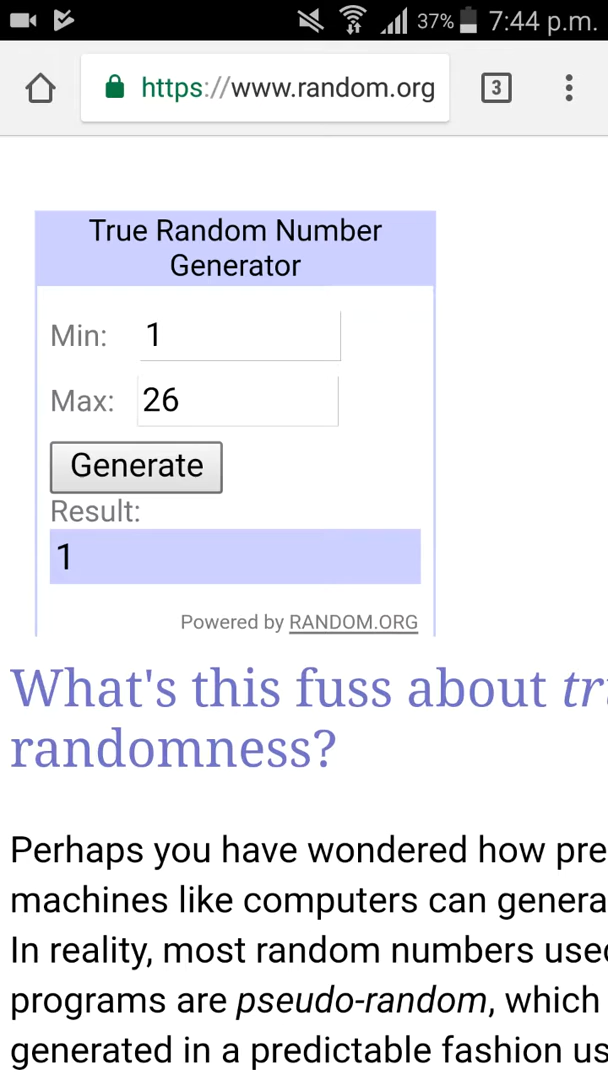 37% 7:44 p.m.
https://www.random.org 3
True Random Number
Generator
Min: 1
Max: 26
Generate
Result:
1
Powered by RANDOM.ORG
What's this fuss about
randomness?
Perhaps you have wondered how
machines like computers can
In reality, most random numbers
programs are pseudo-random, which
generated in a predictable fashion